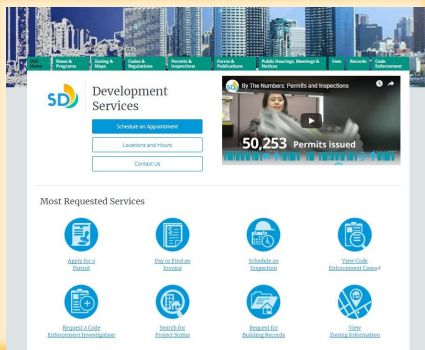 DSD Home
News & Programs
Zoning & Maps
Codes & Regulations
Permits & Inspections
Forms & Publications
Public Hearings, Meetings & Notices
Fees
Records
Code Enforcement
SD
Development
Services
Schedule an Appointment
Locations and Hours
Contact Us
SD
By The Numbers: Permits and Inspections
50,253 Permits issued
Most Requested Services
Apply for a
Permit
Pay or Find an
Invoice
Schedule an
Inspection
View Code
Enforcement Cases
Request a Code
Enforcement Investigation
Search for
Project Status
Request for
Building Records
View
Zoning Information